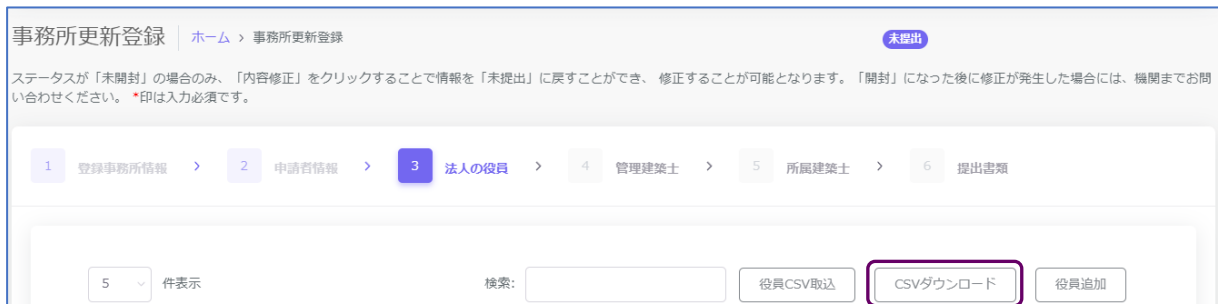 事務所更新登録 ホーム > 事務所更新登録 未提出
ステータスが「未開封」の場合のみ、「内容修正」をクリックすることで情報を「未提出」に戻すことができ、 修正することが可能となります。「開封」になった後に修正が発生した場合には、機関までお問
い合わせください。 *印は入力必須です。
1 登録事務所情報 > 2 申請者情報 > 3 法人の役員 > 4 管理建築士 > 5 所属建築士 > 6 提出書類
5 件表示 検索: 役員CSV取込 CSVダウンロード 役員追加